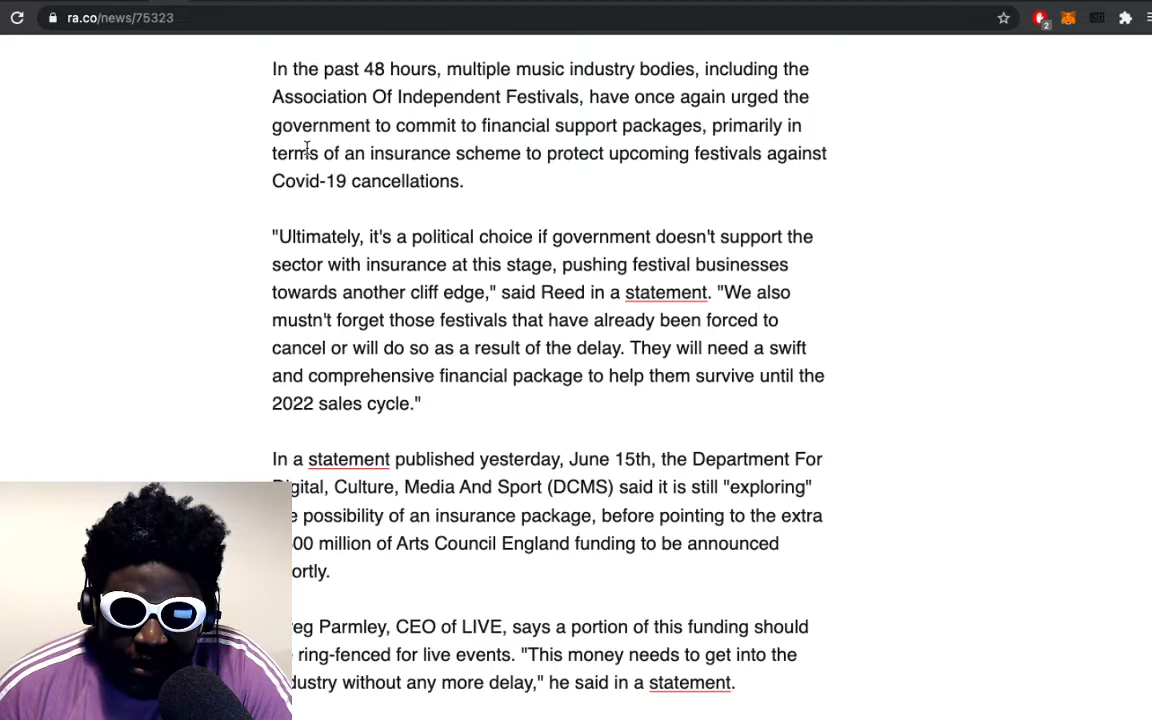 ra.co/news/75323
2
In the past 48 hours, multiple music industry bodies, including the
Association Of Independent Festivals, have once again urged the
government to commit to financial support packages, primarily in
terms of an insurance scheme to protect upcoming festivals against
Covid-19 cancellations.
"Ultimately, it's a political choice if government doesn't support the
sector with insurance at this stage, pushing festival businesses
towards another cliff edge," said Reed in a statement. "We also
mustn't forget those festivals that have already been forced to
cancel or will do so as a result of the delay. They will need a swift
and comprehensive financial package to help them survive until the
2022 sales cycle."
In a statement published yesterday, June 15th, the Department For
Digital, Culture, Media And Sport (DCMS) said it is still "exploring"
possibility of an insurance package, before pointing to the extra
million of Arts Council England funding to be announced
Parmley, CEO of LIVE, says a portion of this funding should
ring-fenced for live events. "This money needs to get into the
without any more delay," he said in a statement.